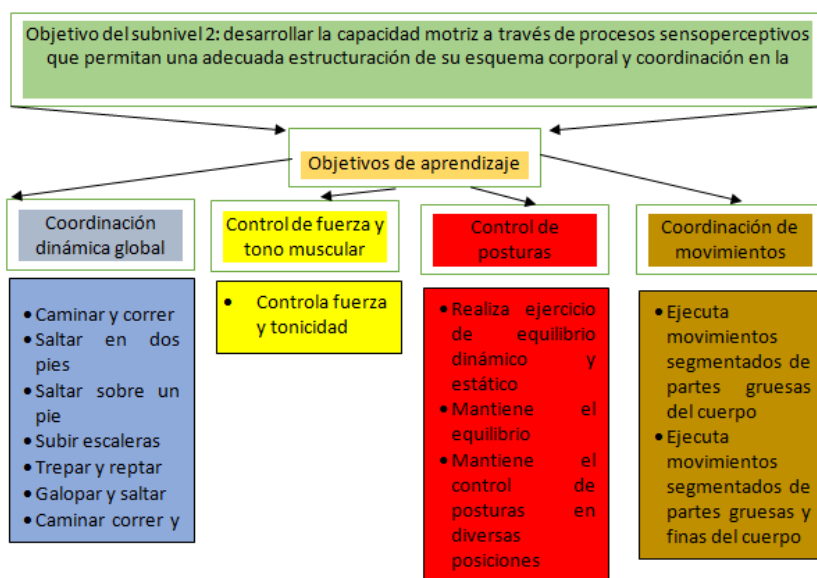 Objetivo del subnivel 2: desarrollar la capacidad motriz a través de procesos sensoperceptivos
que permitan una adecuada estructuración de su esquema corporal y coordinación en la
Objetivos de aprendizaje
Coordinación
dinámica global
• Caminar y correr
• Saltar en dos
pies
• Saltar sobre un
pie
• Subir escaleras
• Trepar y reptar
• Galopar y saltar
• Caminar correr y
Control de fuerza y
tono muscular
• Controla fuerza
y tonicidad
Control de
posturas
• Realiza ejercicio
de equilibrio
dinámico y
estático
• Mantiene el
equilibrio
• Mantiene el
control de
posturas en
diversas
posiciones
Coordinación de
movimientos
• Ejecuta
movimientos
segmentados de
partes gruesas
del cuerpo
• Ejecuta
movimientos
segmentados de
partes gruesas y
finas del cuerpo